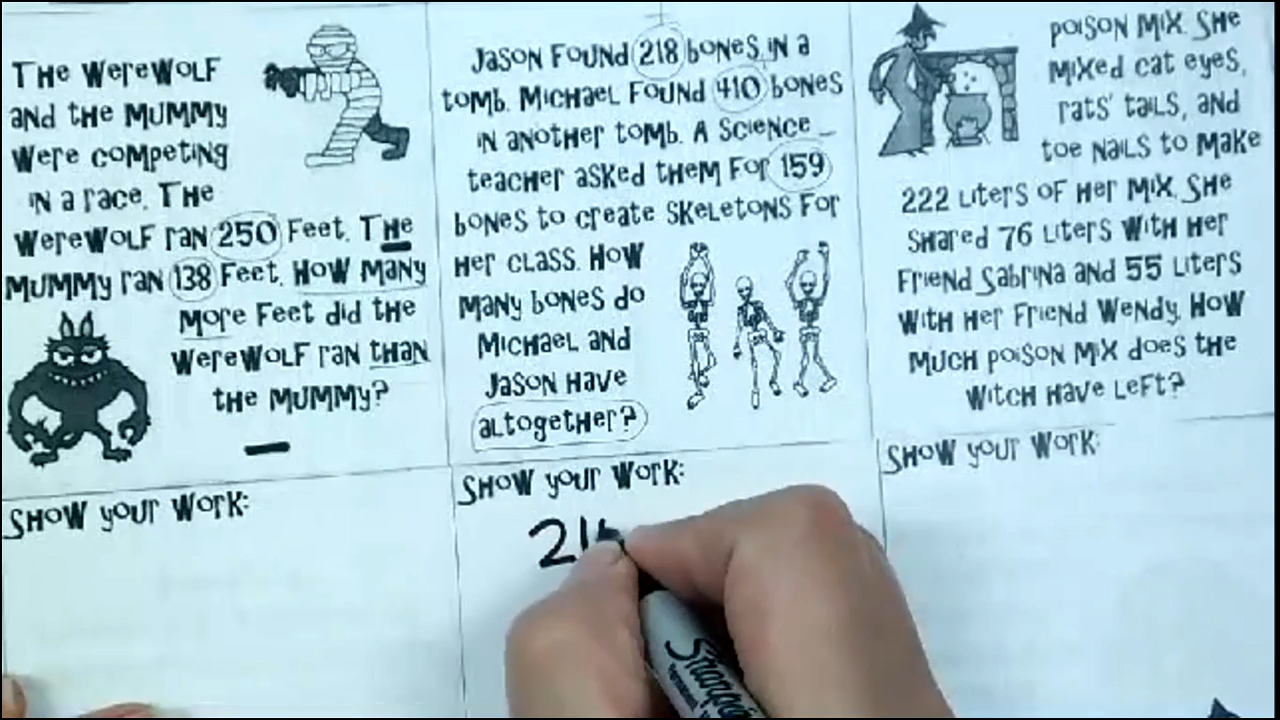 The Werewolf
and the Mummy
were competing
in a race. The
Werewolf ran 250 feet. The
Mummy ran 138 feet. How many
more feet did the
Werewolf ran than
the Mummy?
Show your work:
Jason found 218 bones in a
tomb. Michael found 410 bones
in another tomb. A science
teacher asked them for 159
bones to create skeletons for
her class. How
many bones do
Michael and
Jason have
altogether?
Show your work:
21
Sharpie
poison mix. She
mixed cat eyes,
rats' tails, and
toe nails to make
222 liters of her mix. She
shared 76 liters with her
friend Sabrina and 55 liters
with her friend Wendy. How
much poison mix does the
witch have left?
Show your work: